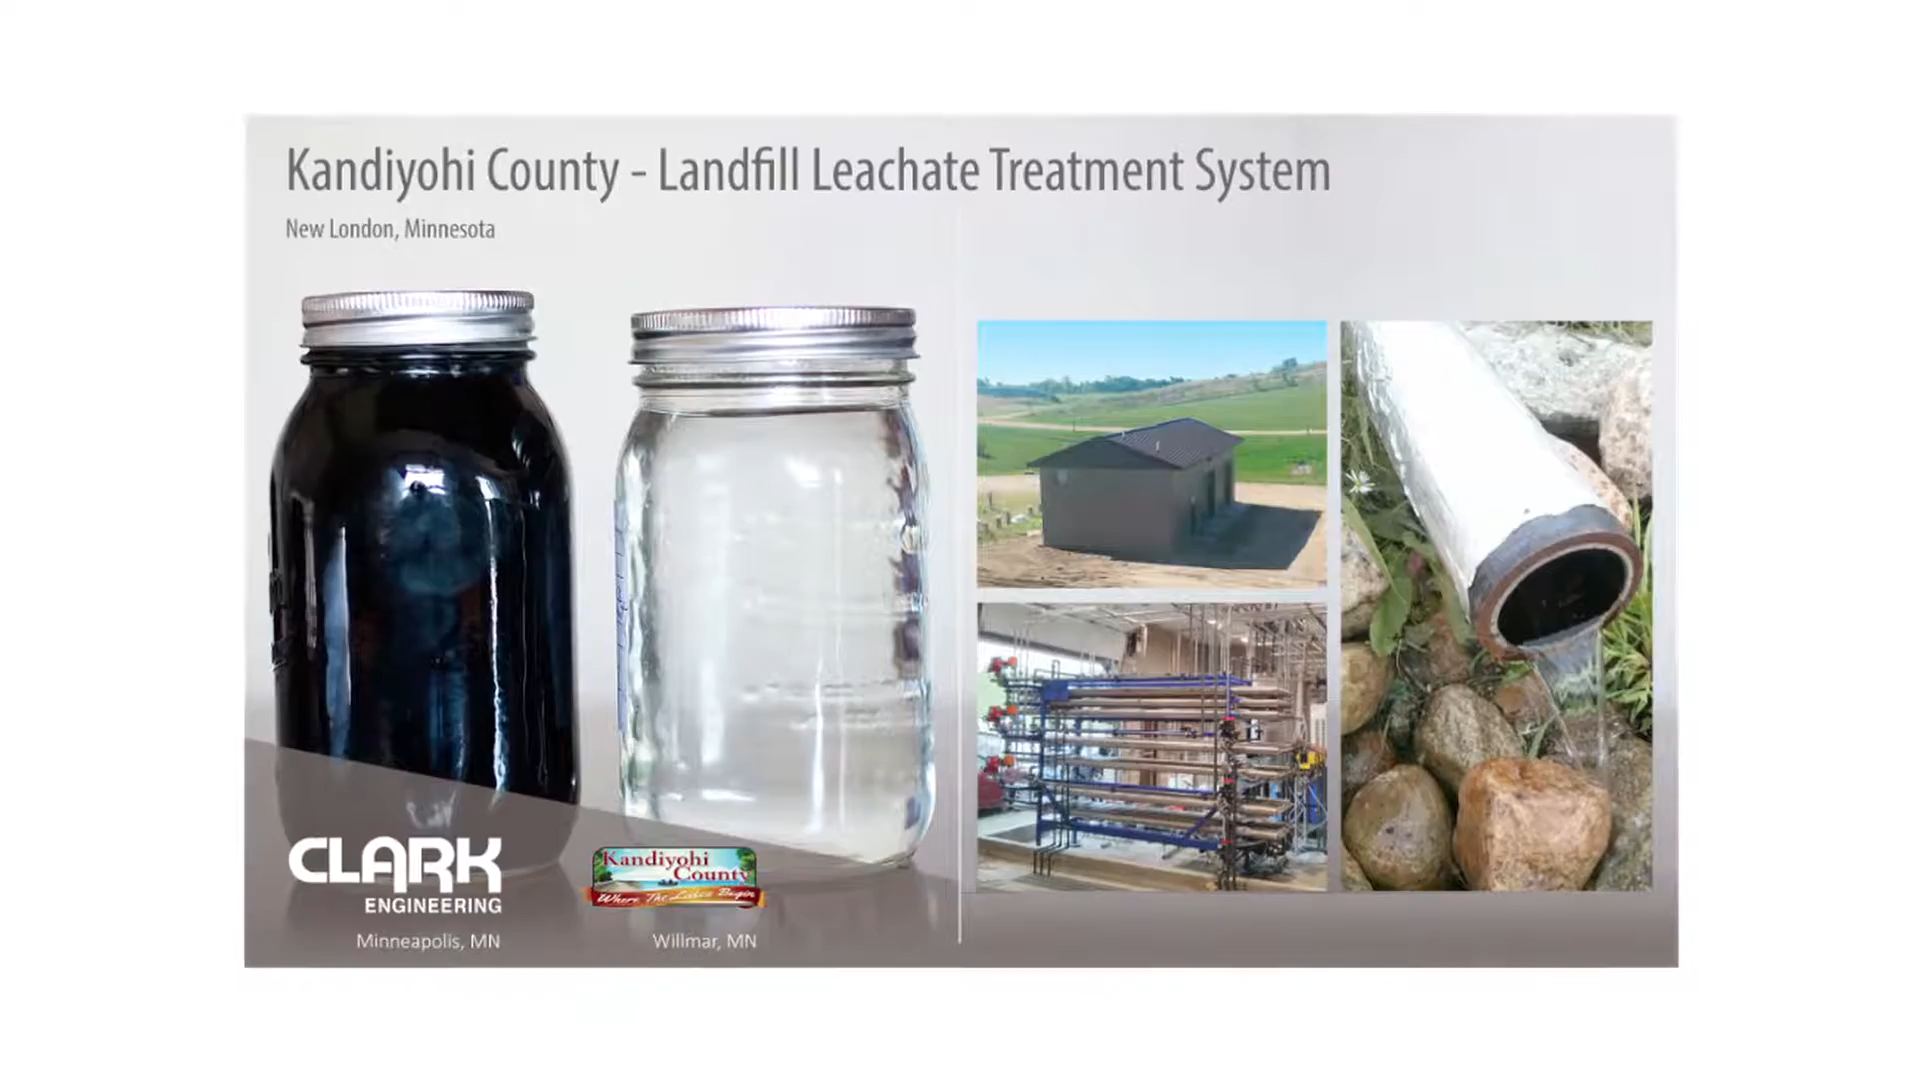 Kandiyohi County - Landfill Leachate Treatment System
New London, Minnesota
CLARK
ENGINEERING
Minneapolis, MN
Kandiyohi
County
Where The Lakes Begin
Willmar, MN